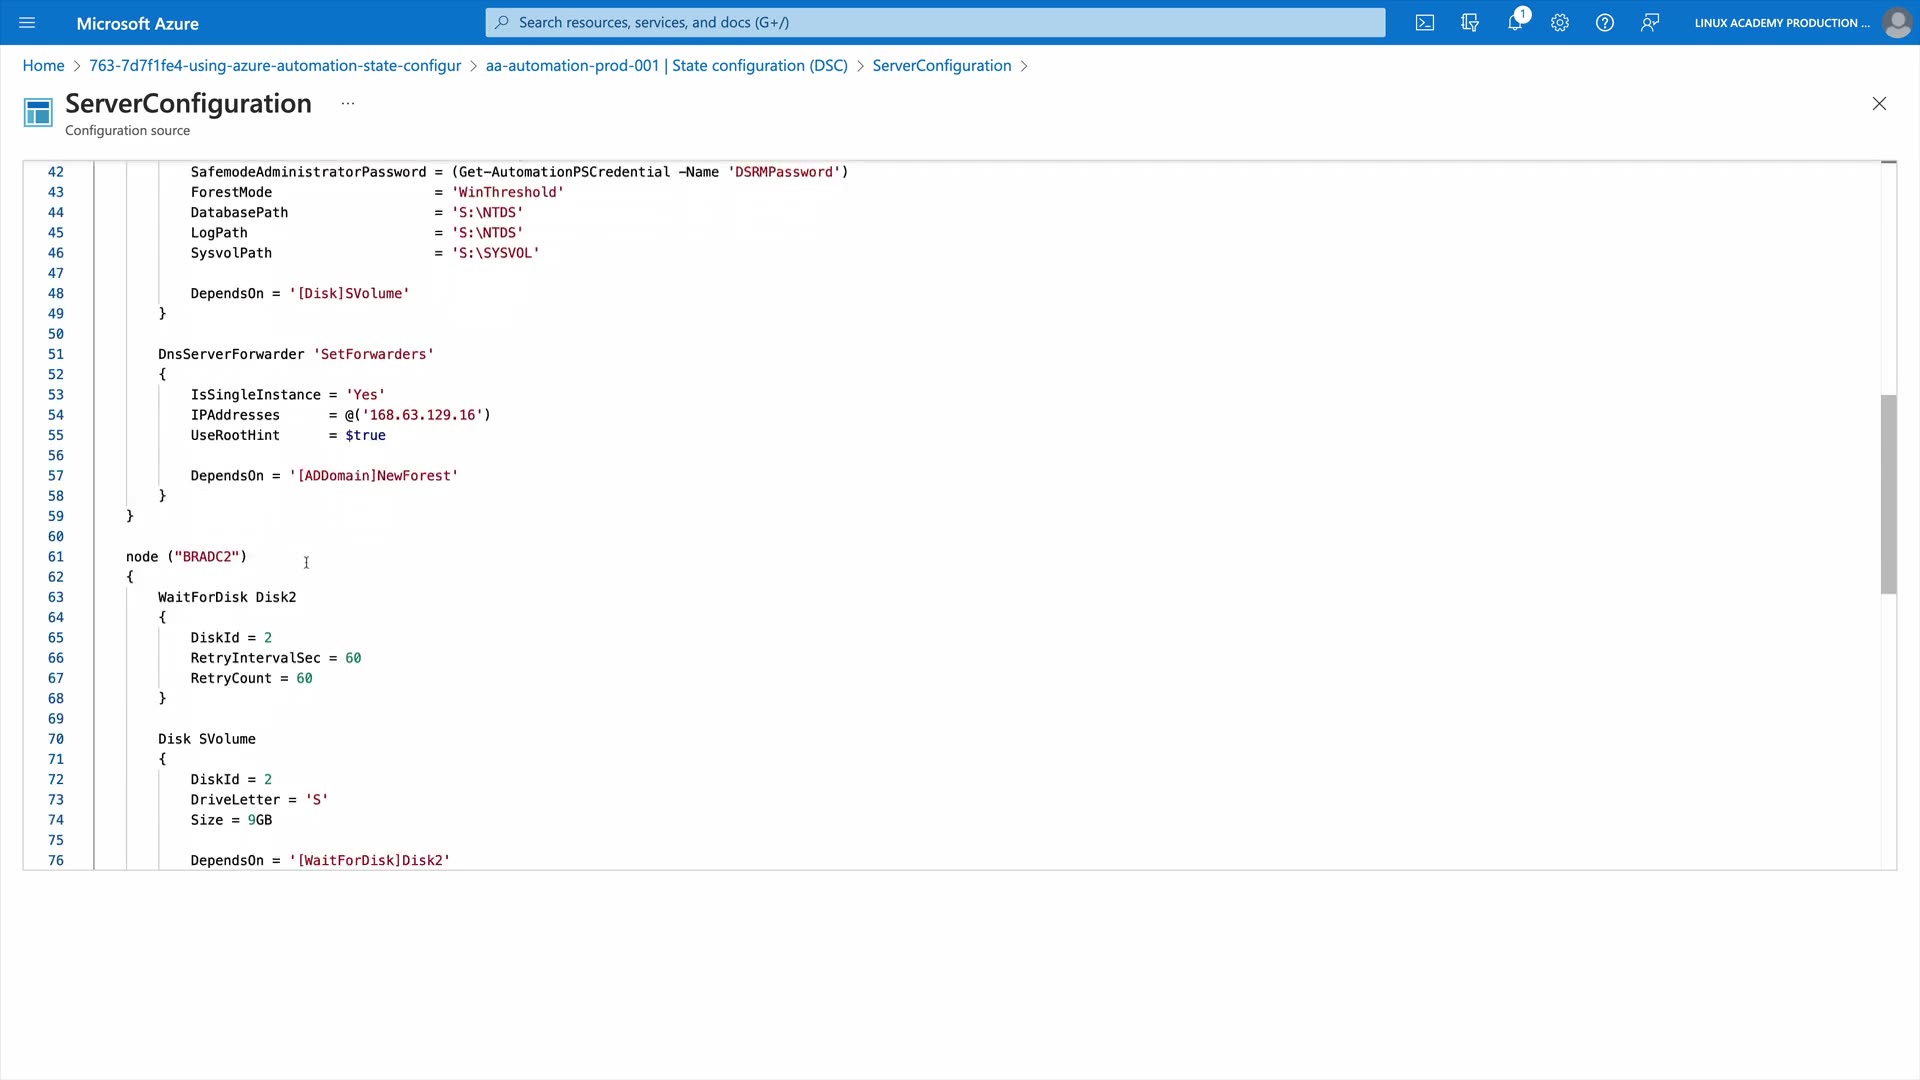 Microsoft Azure
Search resources, services, and docs (G+/)
1
LINUX ACADEMY PRODUCTION ...
Home > 763-7d7f1fe4-using-azure-automation-state-configur > aa-automation-prod-001 | State configuration (DSC) > ServerConfiguration >
ServerConfiguration ...
Configuration source
42 SafemodeAdministratorPassword = (Get-AutomationPSCredential -Name 'DSRMPassword')
43 ForestMode = 'WinThreshold'
44 DatabasePath = 'S:\NTDS'
45 LogPath = 'S:\NTDS'
46 SysvolPath = 'S:\SYSVOL'
47
48 DependsOn = '[Disk]SVolume'
49 }
50
51 DnsServerForwarder 'SetForwarders'
52 {
53 IsSingleInstance = 'Yes'
54 IPAddresses = @('168.63.129.16')
55 UseRootHint = $true
56
57 DependsOn = '[ADDomain]NewForest'
58 }
59 }
60
61 node ("BRADC2")
62 {
63 WaitForDisk Disk2
64 {
65 DiskId = 2
66 RetryIntervalSec = 60
67 RetryCount = 60
68 }
69
70 Disk SVolume
71 {
72 DiskId = 2
73 DriveLetter = 'S'
74 Size = 9GB
75
76 DependsOn = '[WaitForDisk]Disk2'